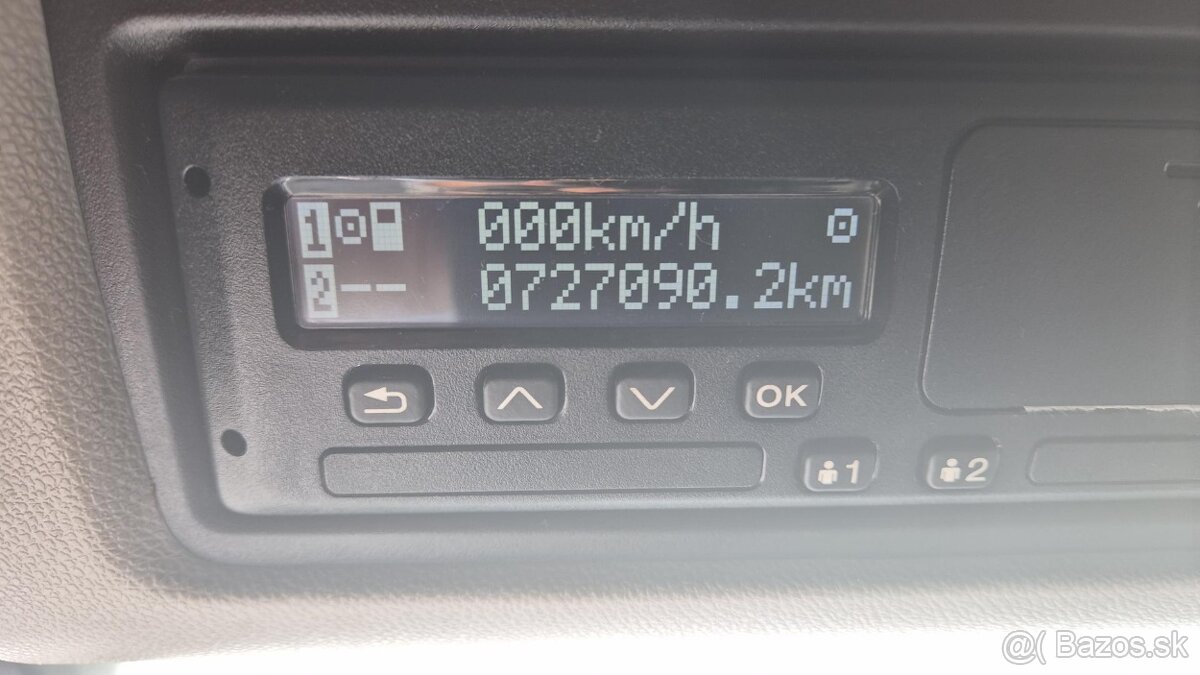 1 000km/h
2 -- 0727090.2km
OK
1 2
@( Bazos.sk